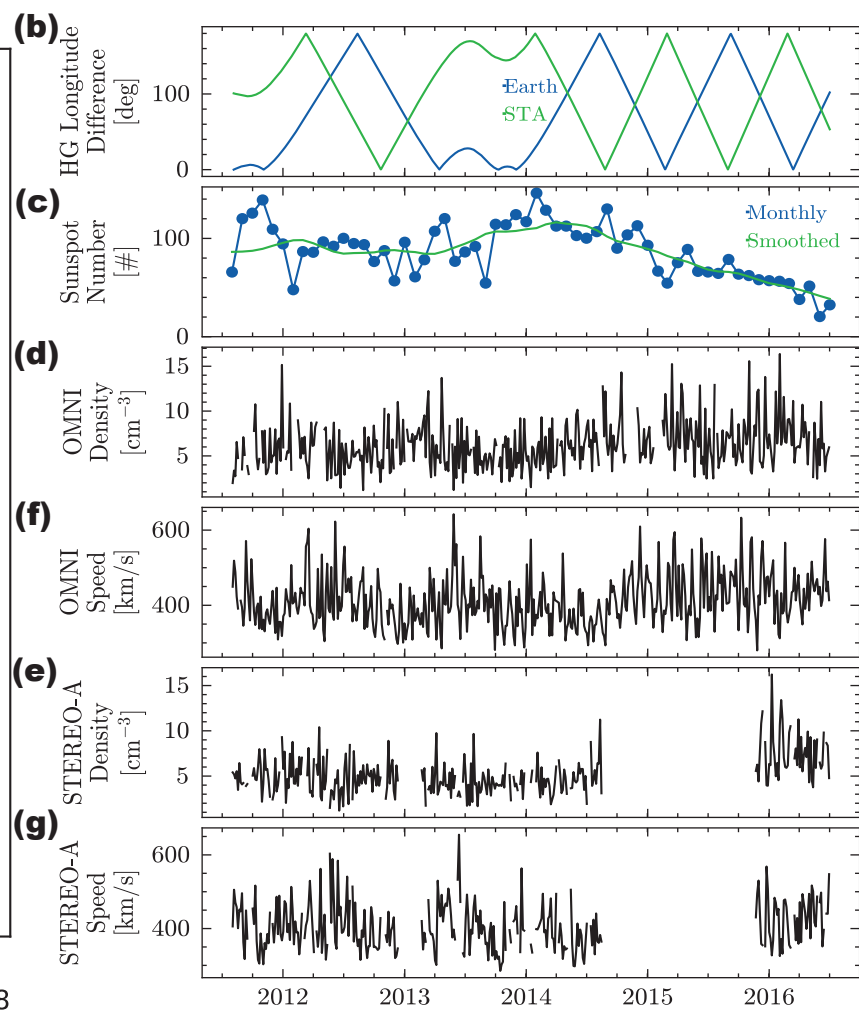 (b)
HG Longitude
Difference
[deg]
100
0
Earth
STA
(c)
Sunspot
Number
[#]
100
0
Monthly
Smoothed
(d)
OMNI
Density
[cm−3]
15
10
5
(f)
OMNI
Speed
[km/s]
600
400
(e)
STEREO-A
Density
[cm−3]
15
10
5
(g)
STEREO-A
Speed
[km/s]
600
400
2012 2013 2014 2015 2016
8